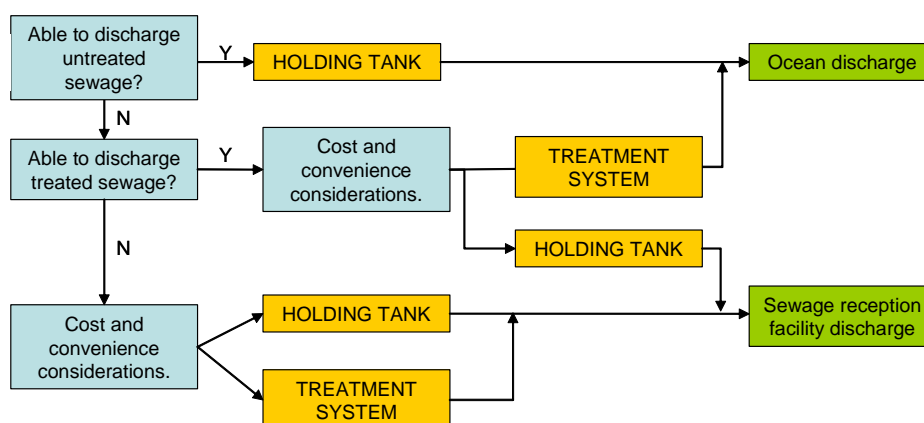 Able to discharge
untreated
sewage?
Y
HOLDING TANK
Ocean discharge
N
Able to discharge
treated sewage?
Y
Cost and
convenience
considerations.
TREATMENT
SYSTEM
HOLDING TANK
N
Cost and
convenience
considerations.
HOLDING TANK
TREATMENT
SYSTEM
Sewage reception
facility discharge